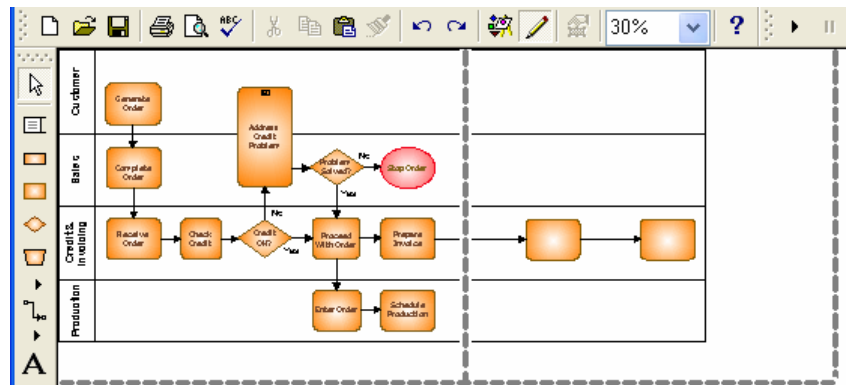 ABC
30%
?
A
Customer
Sales
Credit &
Invoicing
Production
Generate
Order
Address
Credit
Problem
Complete
Order
Problem
Solved?
No
Stop Order
Yes
Receive
Order
Check
Credit
Credit
OK?
No
Yes
Proceed
With Order
Prepare
Invoice
Enter Order
Schedule
Production